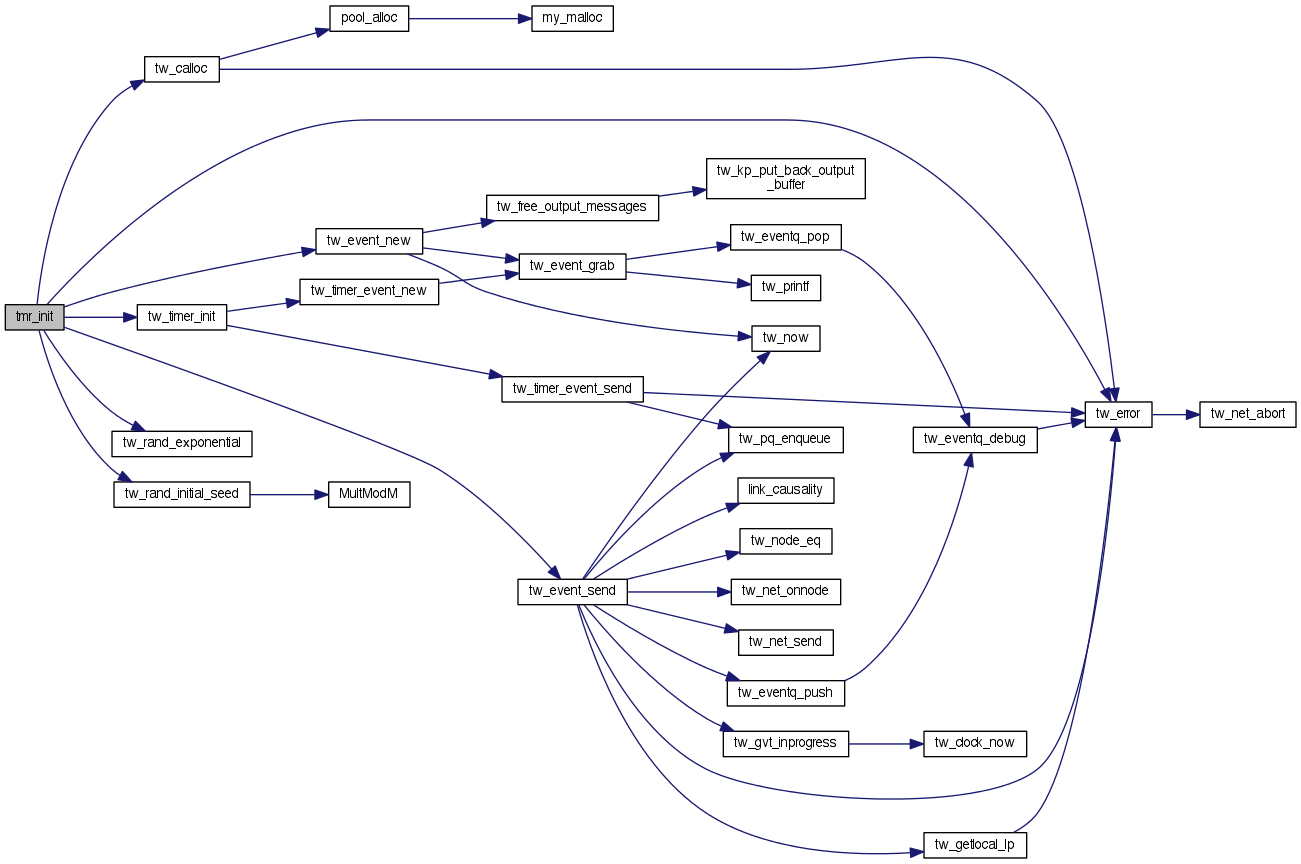 pool_alloc
my_malloc
tw_calloc
tw_kp_put_back_output
_buffer
tw_free_output_messages
tw_event_new
tw_eventq_pop
tw_event_grab
tw_timer_event_new
tw_printf
tmr_init
tw_timer_init
tw_now
tw_timer_event_send
tw_error
tw_net_abort
tw_rand_exponential
tw_pq_enqueue
tw_eventq_debug
tw_rand_initial_seed
MultModM
link_causality
tw_node_eq
tw_event_send
tw_net_onnode
tw_net_send
tw_eventq_push
tw_gvt_inprogress
tw_clock_now
tw_getlocal_lp